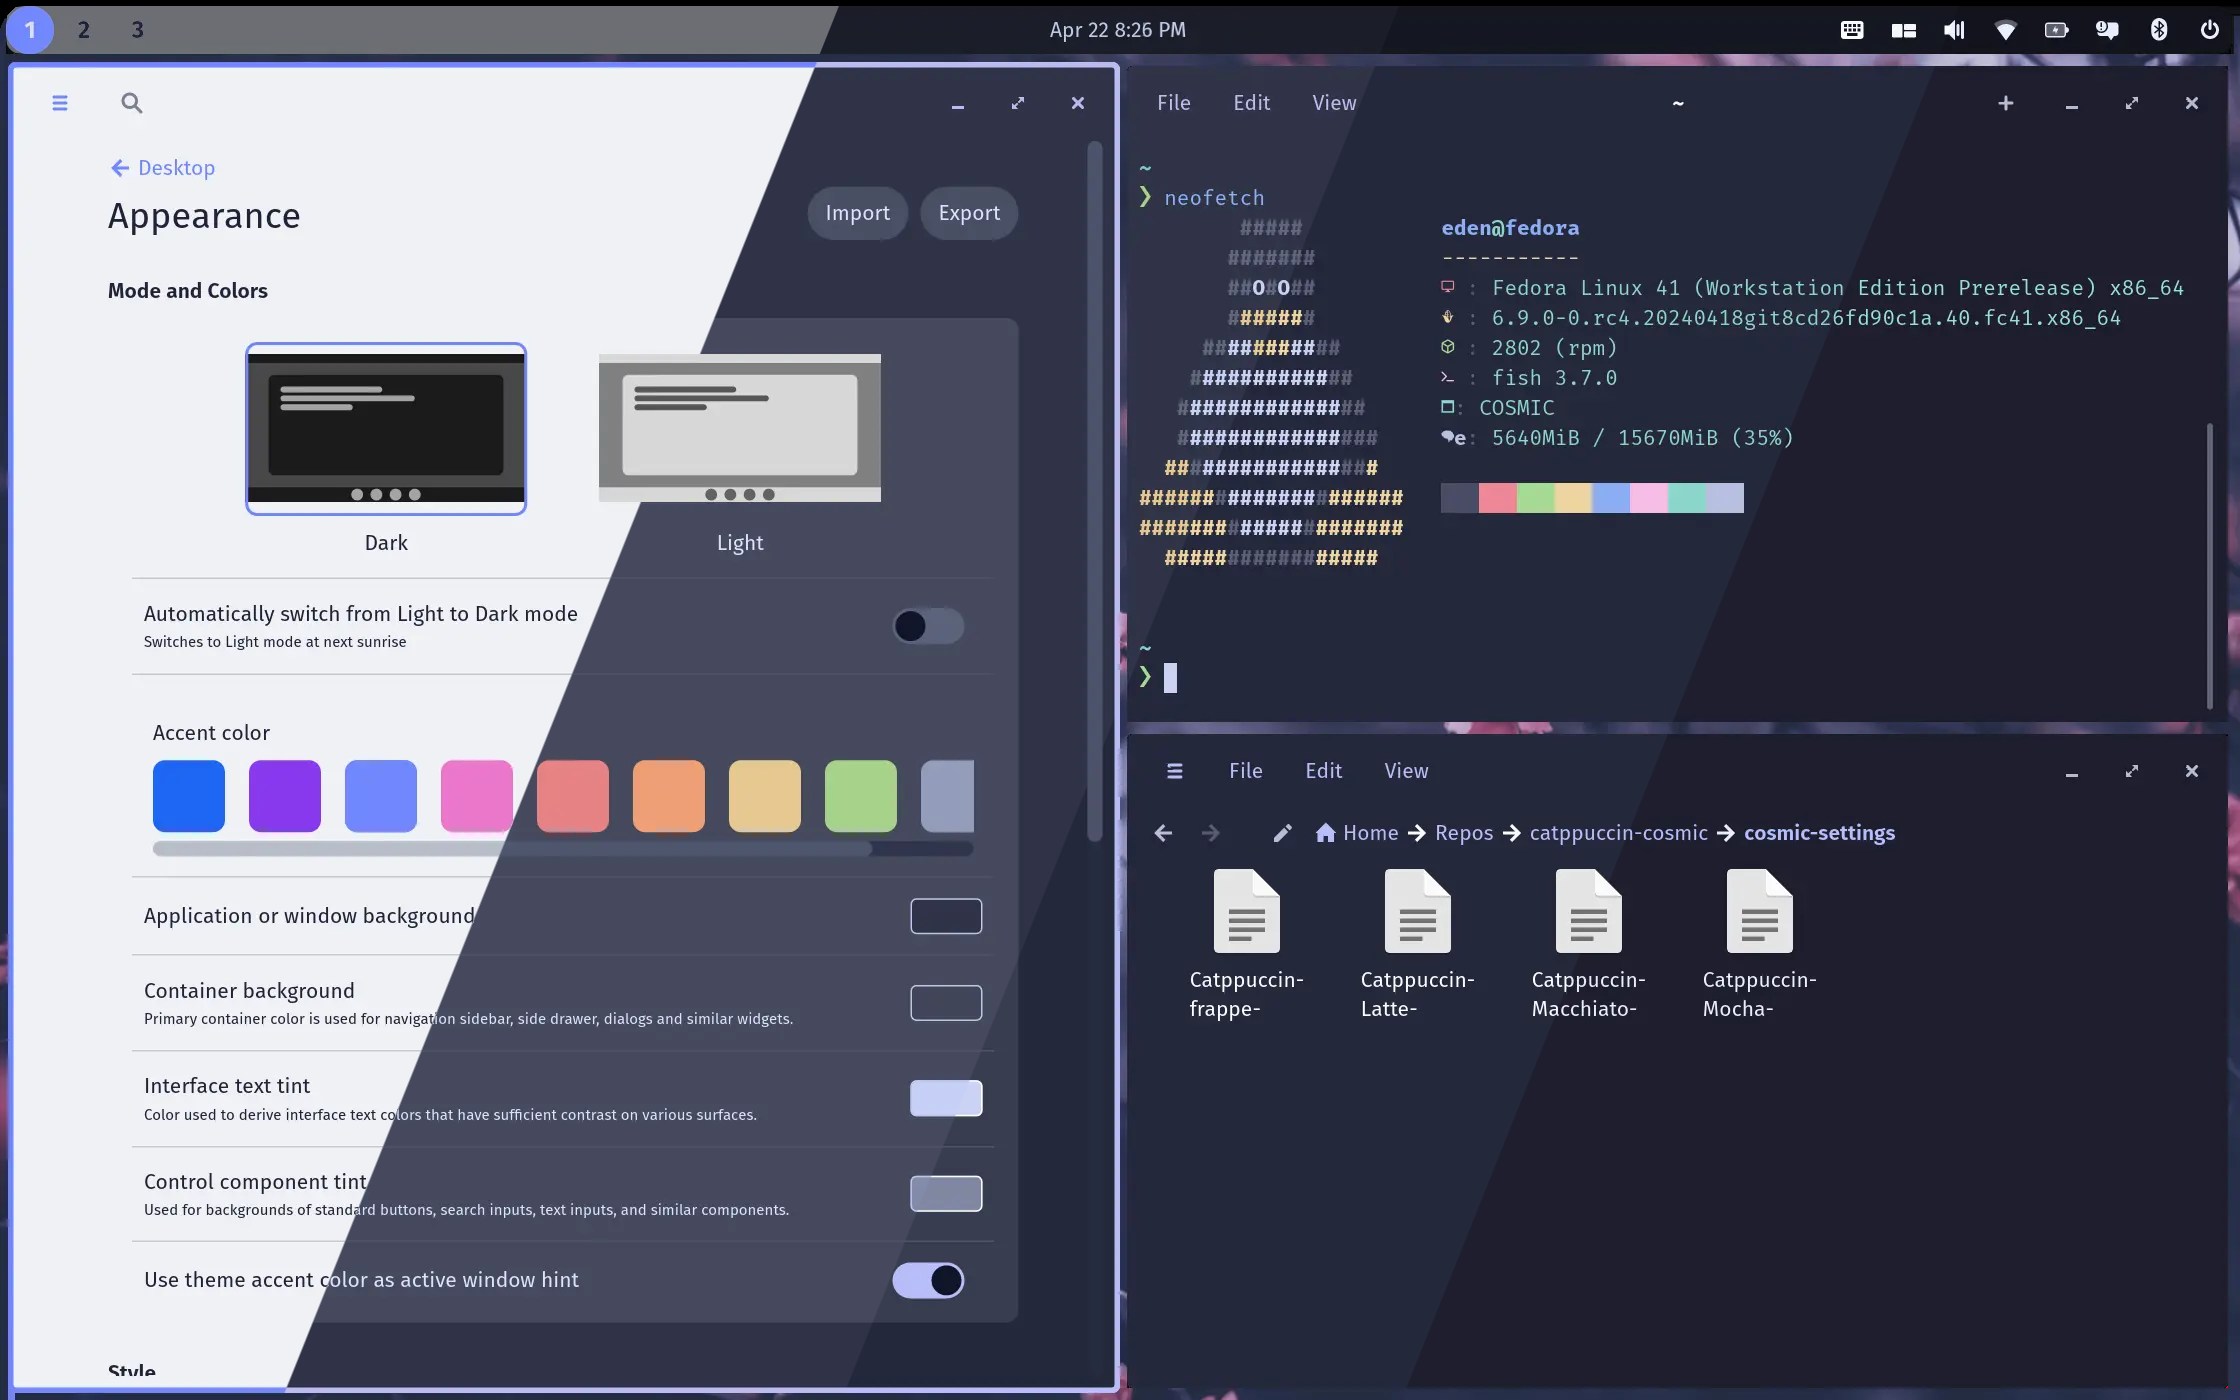 1 2 3
Apr 22 8:26 PM
Desktop
Appearance
Import
Export
Mode and Colors
Dark
Light
Automatically switch from Light to Dark mode
Switches to Light mode at next sunrise
Accent color
Application or window background
Container background
Primary container color is used for navigation sidebar, side drawer, dialogs and similar widgets.
Interface text tint
Color used to derive interface text colors that have sufficient contrast on various surfaces.
Control component tint
Used for backgrounds of standard buttons, search inputs, text inputs, and similar components.
Use theme accent color as active window hint
Style
File Edit View
~
~
❯ neofetch
#####
#######
##O#O##
#######
###########
#############
###############
################
#################
#####################
#####################
#################
eden@fedora
-----------
: Fedora Linux 41 (Workstation Edition Prerelease) x86_64
: 6.9.0-0.rc4.20240418git8cd26fd90c1a.40.fc41.x86_64
: 2802 (rpm)
: fish 3.7.0
: COSMIC
e: 5640MiB / 15670MiB (35%)
~
❯
File Edit View
Home → Repos → catppuccin-cosmic → cosmic-settings
Catppuccin-
frappe-
Catppuccin-
Latte-
Catppuccin-
Macchiato-
Catppuccin-
Mocha-